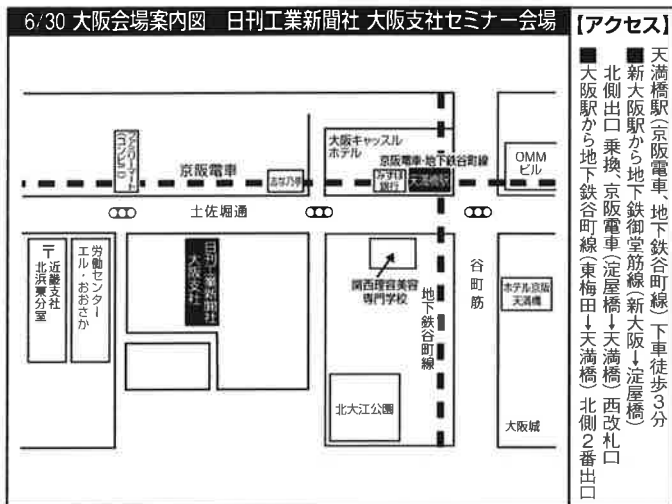 6/30 大阪会場案内図 日刊工業新聞社 大阪支社セミナー会場
【アクセス】
天満橋駅(京阪電車、地下鉄谷町線)下車徒歩3分
■新大阪駅から地下鉄御堂筋線(新大阪→淀屋橋)
北側出口 乗換、京阪電車(淀屋橋→天満橋)西改札口
■大阪駅から地下鉄谷町線(東梅田→天満橋)北側2番出口
ファミリーマート
(コンビニ)
京阪電車
大阪キャッスル
ホテル
京阪電車・地下鉄谷町線
みずほ
銀行
天満橋駅
OMM
ビル
土佐堀通
〒近畿支社
北浜東分室
労働センター
エル・おおさか
日刊工業新聞社
大阪支社
関西理容美容
専門学校
地下鉄谷町線
谷町筋
ホテル京阪
天満橋
北大江公園
大阪城